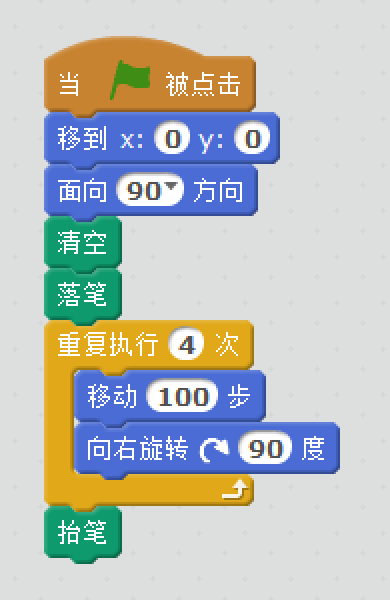 当 被点击
移到 x: 0 y: 0
面向 90 方向
清空
落笔
重复执行 4 次
移动 100 步
向右旋转 90 度
抬笔